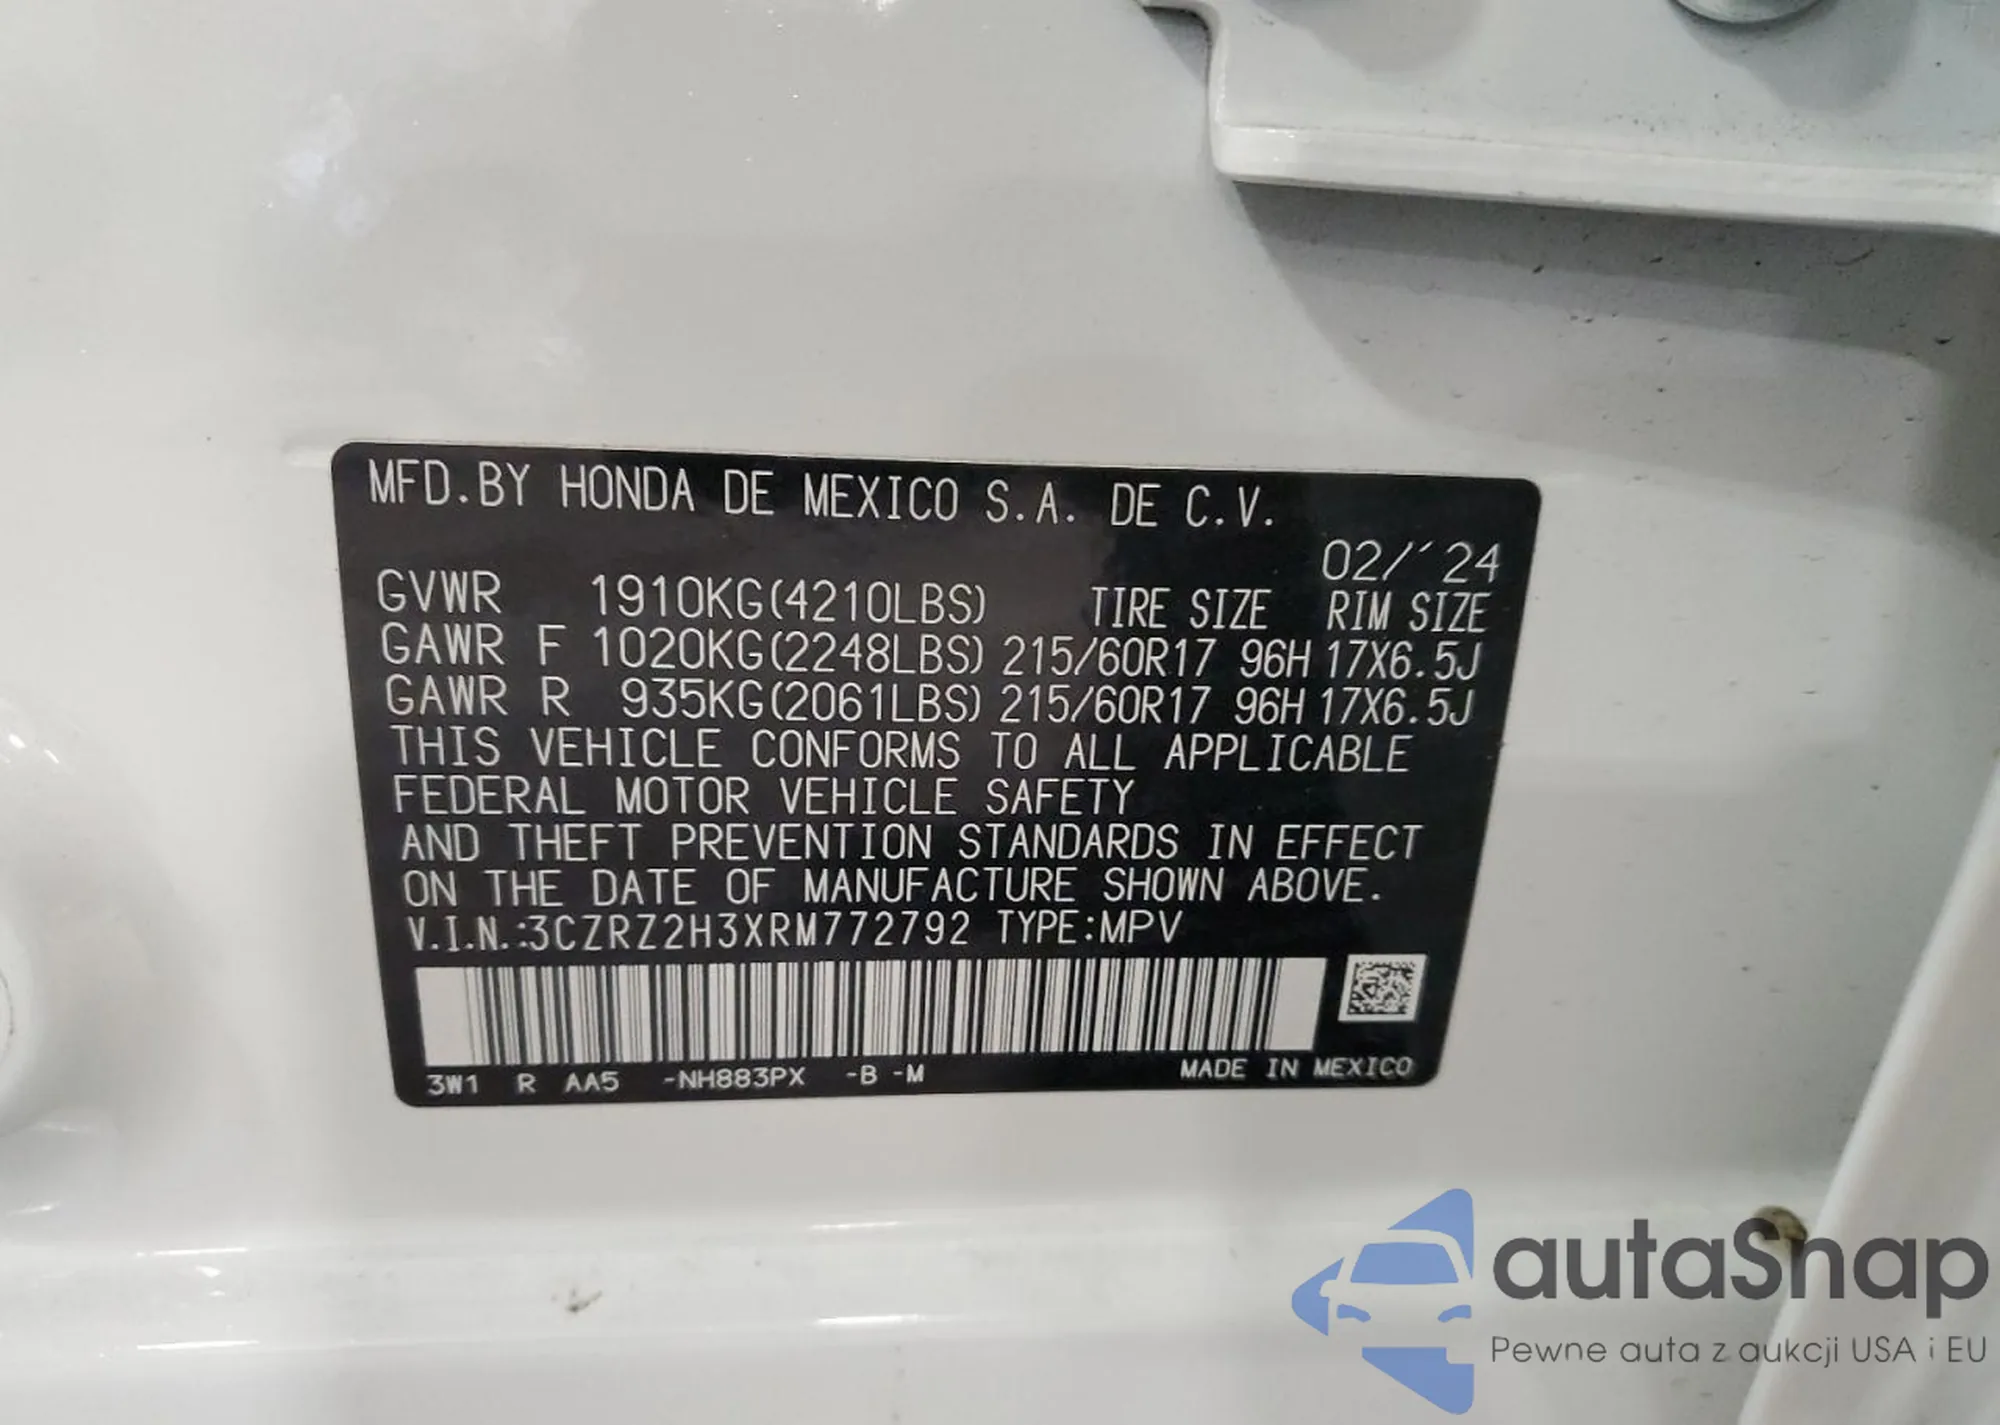 MFD.BY HONDA DE MEXICO S.A. DE C.V.
02/´24
GVWR 1910KG(4210LBS) TIRE SIZE RIM SIZE
GAWR F 1020KG(2248LBS) 215/60R17 96H 17X6.5J
GAWR R 935KG(2061LBS) 215/60R17 96H 17X6.5J
THIS VEHICLE CONFORMS TO ALL APPLICABLE
FEDERAL MOTOR VEHICLE SAFETY
AND THEFT PREVENTION STANDARDS IN EFFECT
ON THE DATE OF MANUFACTURE SHOWN ABOVE.
V.I.N.:3CZRZ2H3XRM772792 TYPE:MPV
3W1 R AA5 -NH883PX -B -M MADE IN MEXICO
autaSnap
Pewne auta z aukcji USA i EU